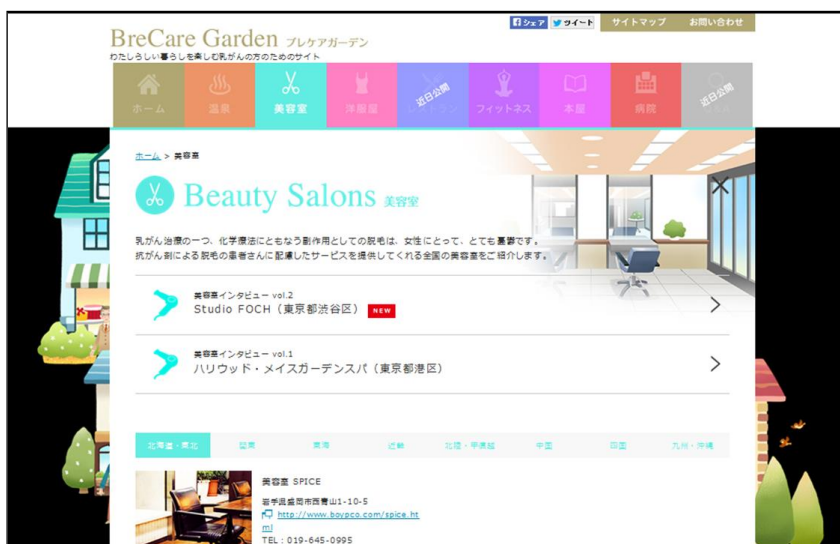 シェア ツイート サイトマップ お問い合わせ
BreCare Garden ブレケアガーデン
わたしらしい暮らしを楽しむ乳がんの方のためのサイト
ホーム 温泉 美容室 洋服屋 近日公開 フィットネス 本屋 病院 近日公開
ホーム > 美容室
Beauty Salons 美容室
乳がん治療の一つ、化学療法にともなう副作用としての脱毛は、女性にとって、とても憂鬱です。
抗がん剤による脱毛の患者さんに配慮したサービスを提供してくれる全国の美容室をご紹介します。
美容室インタビュー vol.2
Studio FOCH（東京都渋谷区） NEW
美容室インタビュー vol.1
ハリウッド・メイスガーデンスパ（東京都港区）
北海道・東北 関東 東海 近畿 北陸・甲信越 中国 四国 九州・沖縄
美容室 SPICE
岩手県盛岡市西青山1-10-5
http://www.boypco.com/spice.ht
ml
TEL：019-645-0995